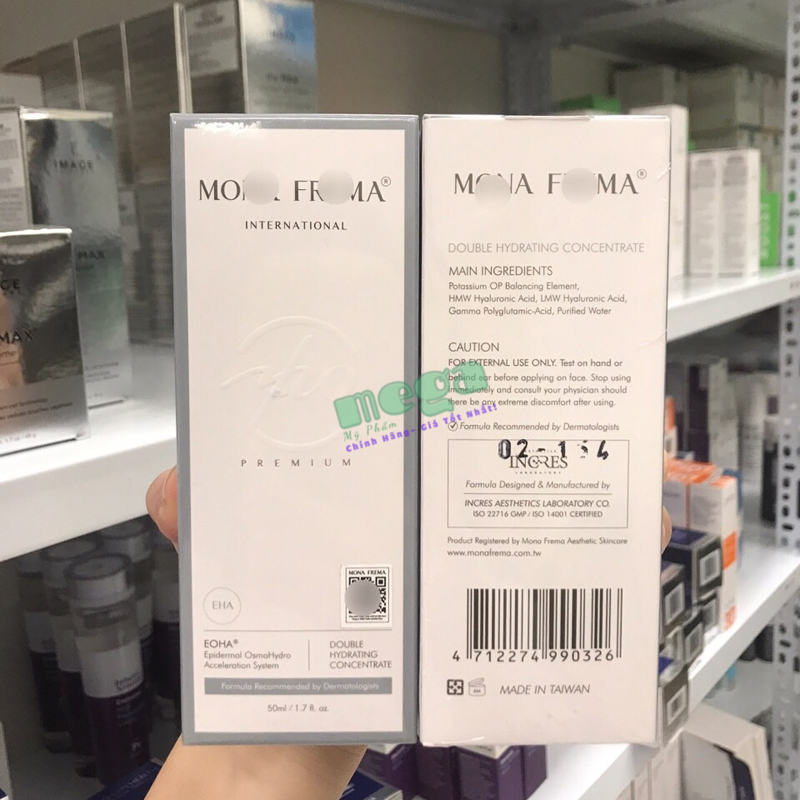 MONA FREMA®
INTERNATIONAL
PREMIUM
MONA FREMA
EHA
EOHA®
Epidermal OsmoHydro
Acceleration System
DOUBLE
HYDRATING
CONCENTRATE
Formula Recommended by Dermatologists
50ml / 1.7 fl. oz.
MONA FREMA®
DOUBLE HYDRATING CONCENTRATE
MAIN INGREDIENTS
Potassium OP Balancing Element,
HMW Hyaluronic Acid, LMW Hyaluronic Acid,
Gamma Polyglutamic-Acid, Purified Water
CAUTION
FOR EXTERNAL USE ONLY. Test on hand or
behind ear before applying on face. Stop using
immediately and consult your physician should
there be any extreme discomfort after using.
Formula Recommended by Dermatologists
02-154
INCRES
LABORATORY
Formula Designed & Manufactured by
INCRES AESTHETICS LABORATORY CO.
ISO 22716 GMP / ISO 14001 CERTIFIED
Product Registered by Mona Frema Aesthetic Skincare
www.monafrema.com.tw
4 712274 990326
MADE IN TAIWAN
mega
Mỹ Phẩm
Chính Hãng- Giá Tốt Nhất!
IMAGE